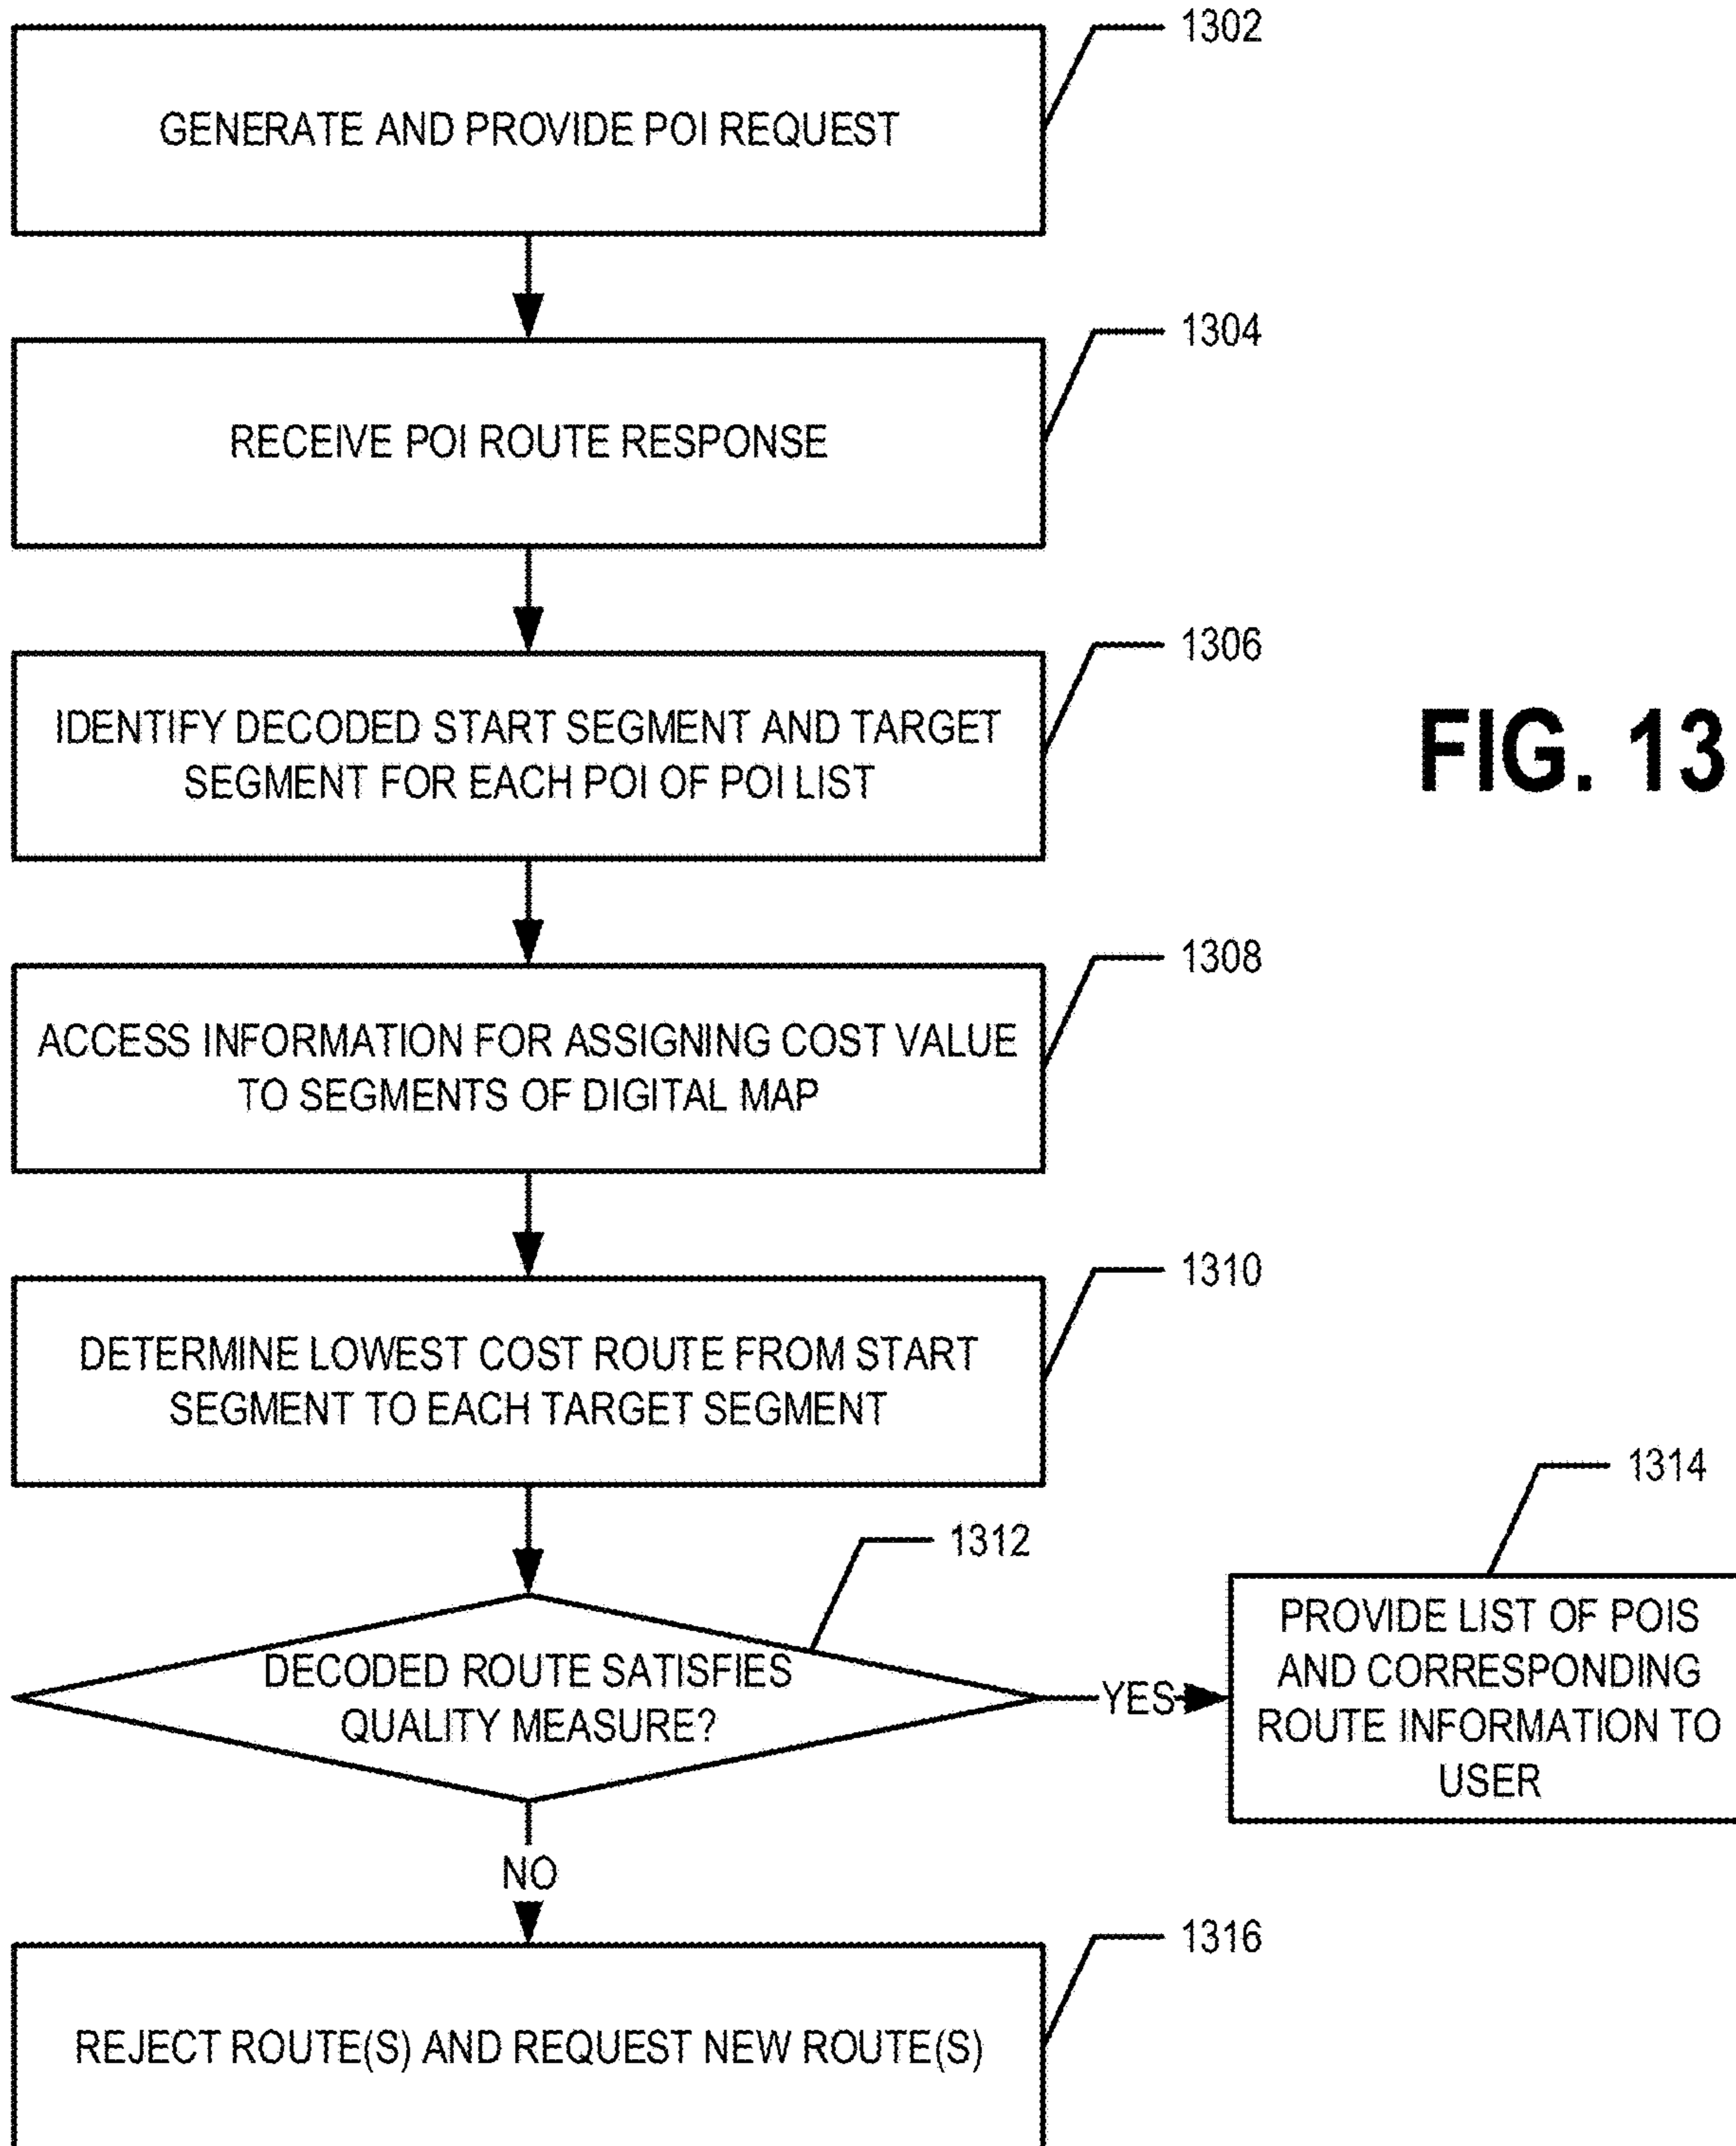 1302
GENERATE AND PROVIDE POI REQUEST
1304
RECEIVE POI ROUTE RESPONSE
1306
IDENTIFY DECODED START SEGMENT AND TARGET
SEGMENT FOR EACH POI OF POI LIST
FIG. 13
1308
ACCESS INFORMATION FOR ASSIGNING COST VALUE
TO SEGMENTS OF DIGITAL MAP
1310
DETERMINE LOWEST COST ROUTE FROM START
SEGMENT TO EACH TARGET SEGMENT
1312
DECODED ROUTE SATISFIES
QUALITY MEASURE?
YES
1314
PROVIDE LIST OF POIS
AND CORRESPONDING
ROUTE INFORMATION TO
USER
NO
1316
REJECT ROUTE(S) AND REQUEST NEW ROUTE(S)